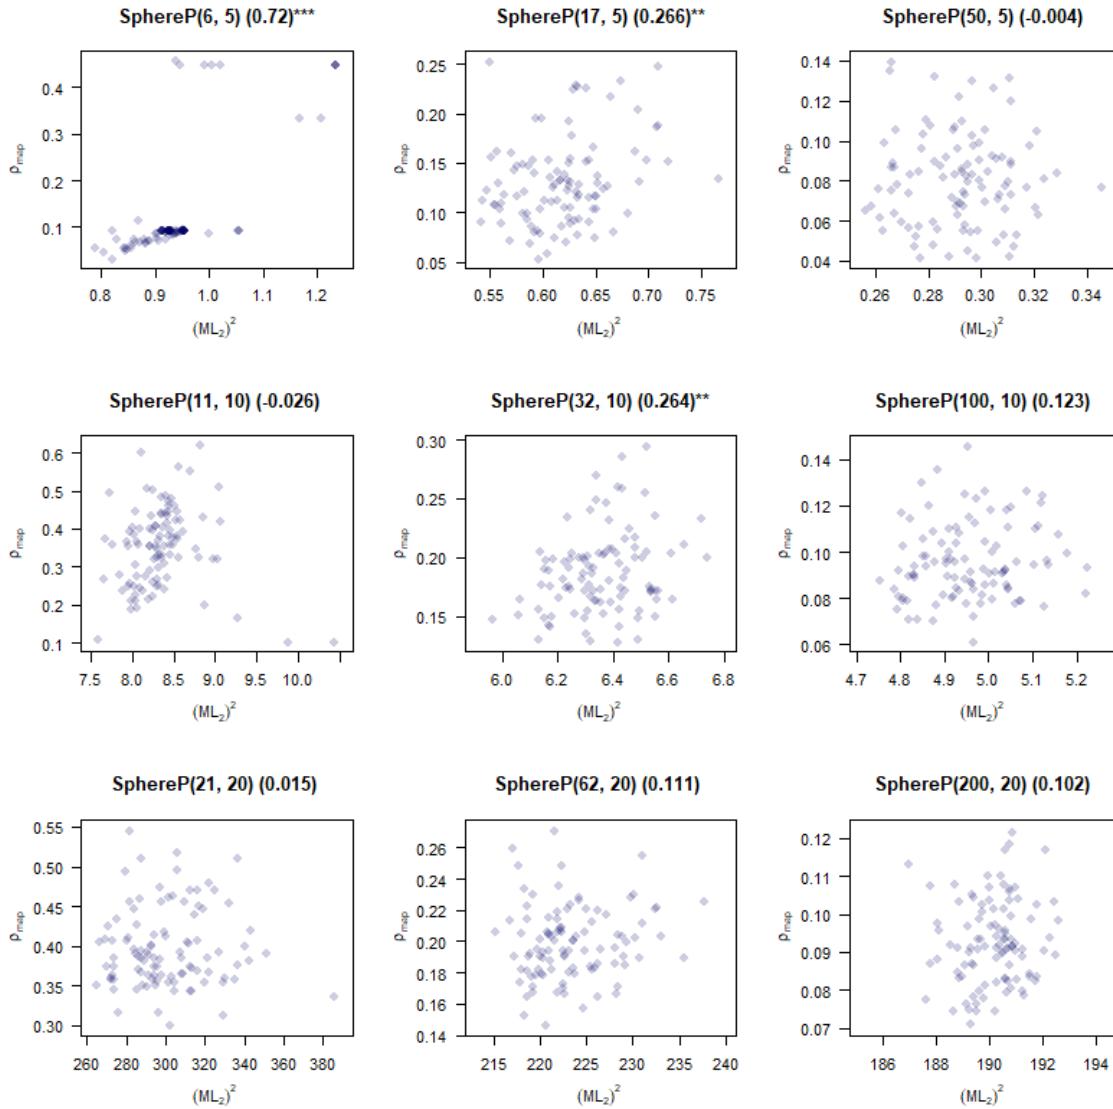 SphereP(6, 5) (0.72)***
SphereP(17, 5) (0.266)**
SphereP(50, 5) (-0.004)
0.4
0.3
0.2
0.1
ρmap
0.8 0.9 1.0 1.1 1.2
(ML₂)²
0.25
0.20
0.15
0.10
0.05
ρmap
0.55 0.60 0.65 0.70 0.75
(ML₂)²
0.14
0.12
0.10
0.08
0.06
0.04
ρmap
0.26 0.28 0.30 0.32 0.34
(ML₂)²
SphereP(11, 10) (-0.026)
SphereP(32, 10) (0.264)**
SphereP(100, 10) (0.123)
0.6
0.5
0.4
0.3
0.2
0.1
ρmap
7.5 8.0 8.5 9.0 9.5 10.0
(ML₂)²
0.30
0.25
0.20
0.15
ρmap
6.0 6.2 6.4 6.6 6.8
(ML₂)²
0.14
0.12
0.10
0.08
0.06
ρmap
4.7 4.8 4.9 5.0 5.1 5.2
(ML₂)²
SphereP(21, 20) (0.015)
SphereP(62, 20) (0.111)
SphereP(200, 20) (0.102)
0.55
0.50
0.45
0.40
0.35
0.30
ρmap
260 280 300 320 340 360 380
(ML₂)²
0.26
0.24
0.22
0.20
0.18
0.16
0.14
ρmap
215 220 225 230 235 240
(ML₂)²
0.12
0.11
0.10
0.09
0.08
0.07
ρmap
186 188 190 192 194
(ML₂)²